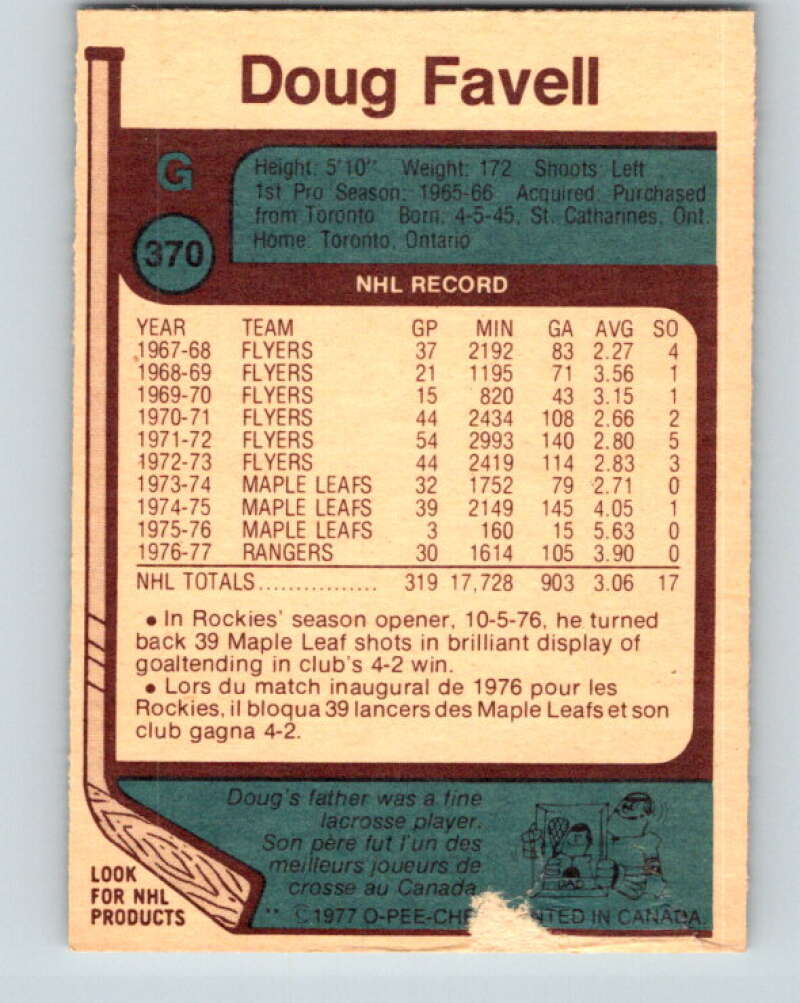 Doug Favell
G
370
Height: 5'10" Weight: 172 Shoots Left
1st Pro Season: 1965-66 Acquired: Purchased
from Toronto Born: 4-5-45, St. Catharines, Ont.
Home: Toronto, Ontario
NHL RECORD
YEAR TEAM GP MIN GA AVG SO
1967-68 FLYERS 37 2192 83 2.27 4
1968-69 FLYERS 21 1195 71 3.56 1
1969-70 FLYERS 15 820 43 3.15 1
1970-71 FLYERS 44 2434 108 2.66 2
1971-72 FLYERS 54 2993 140 2.80 5
1972-73 FLYERS 44 2419 114 2.83 3
1973-74 MAPLE LEAFS 32 1752 79 2.71 0
1974-75 MAPLE LEAFS 39 2149 145 4.05 1
1975-76 MAPLE LEAFS 3 160 15 5.63 0
1976-77 RANGERS 30 1614 105 3.90 0
NHL TOTALS................ 319 17,728 903 3.06 17
• In Rockies' season opener, 10-5-76, he turned
back 39 Maple Leaf shots in brilliant display of
goaltending in club's 4-2 win.
• Lors du match inaugural de 1976 pour les
Rockies, il bloqua 39 lancers des Maple Leafs et son
club gagna 4-2.
Doug's father was a fine
lacrosse player.
Son père fut l'un des
meilleurs joueurs de
crosse au Canada.
DAD
LOOK
FOR NHL
PRODUCTS
** ©1977 O-PEE-CHE NTED IN CANADA.